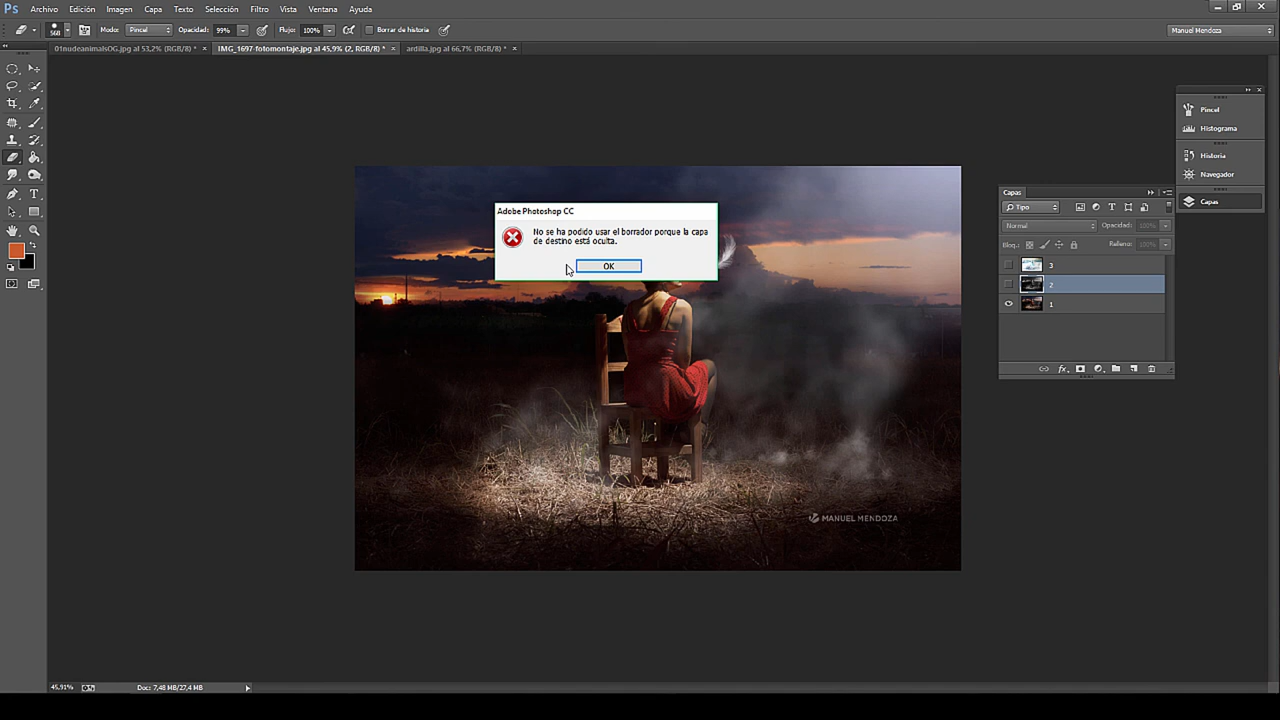 Ps Archivo Edición Imagen Capa Texto Selección Filtro Vista Ventana Ayuda
568 Modo: Pincel Opacidad: 99% Flujo: 100% Borrar de historia Manuel Mendoza
01nudeanimalsOG.jpg al 53,2% (RGB/8) * × IMG_1697-fotomontaje.jpg al 45,9% (2, RGB/8) * × ardilla.jpg al 66,7% (RGB/8) * ×
Pincel
Histograma
Historia
Navegador
Capas
Adobe Photoshop CC
No se ha podido usar el borrador porque la capa
de destino está oculta.
OK
Capas
Tipo
Normal Opacidad: 100%
Bloq.: Relleno: 100%
3
2
1
MANUEL MENDOZA
45,91% Doc: 7,48 MB/27,4 MB